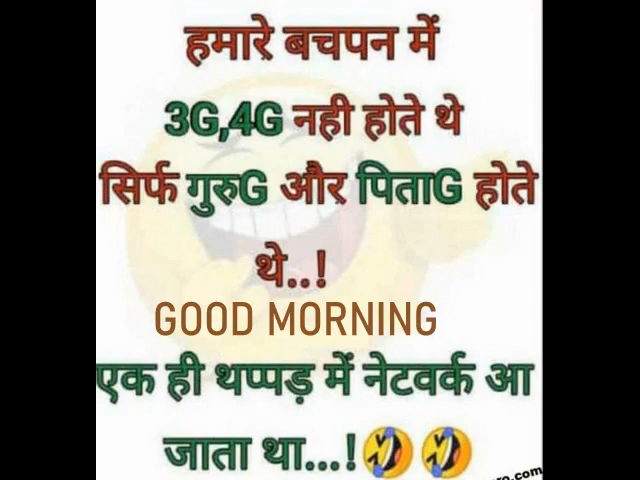 हमारे बचपन में
3G,4G नही होते थे
सिर्फ गुरुG और पिताG होते
थे..!
GOOD MORNING
एक ही थप्पड़ में नेटवर्क आ
जाता था...!🤣🤣